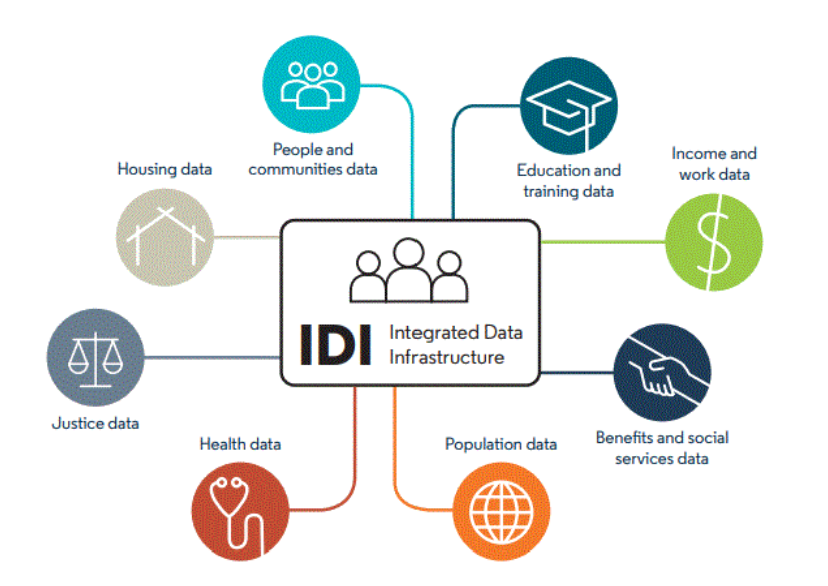 People and
communities data
Education and
training data
Income and
work data
Housing data
IDI Integrated Data
Infrastructure
Justice data
Benefits and social
services data
Health data
Population data